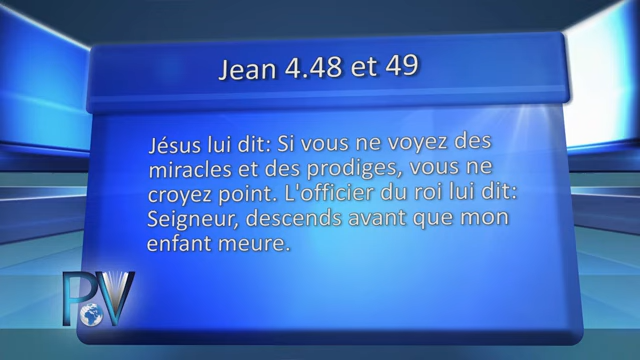 Jean 4.48 et 49
Jésus lui dit: Si vous ne voyez des
miracles et des prodiges, vous ne
croyez point. L'officier du roi lui dit:
Seigneur, descends avant que mon
enfant meure.
PV